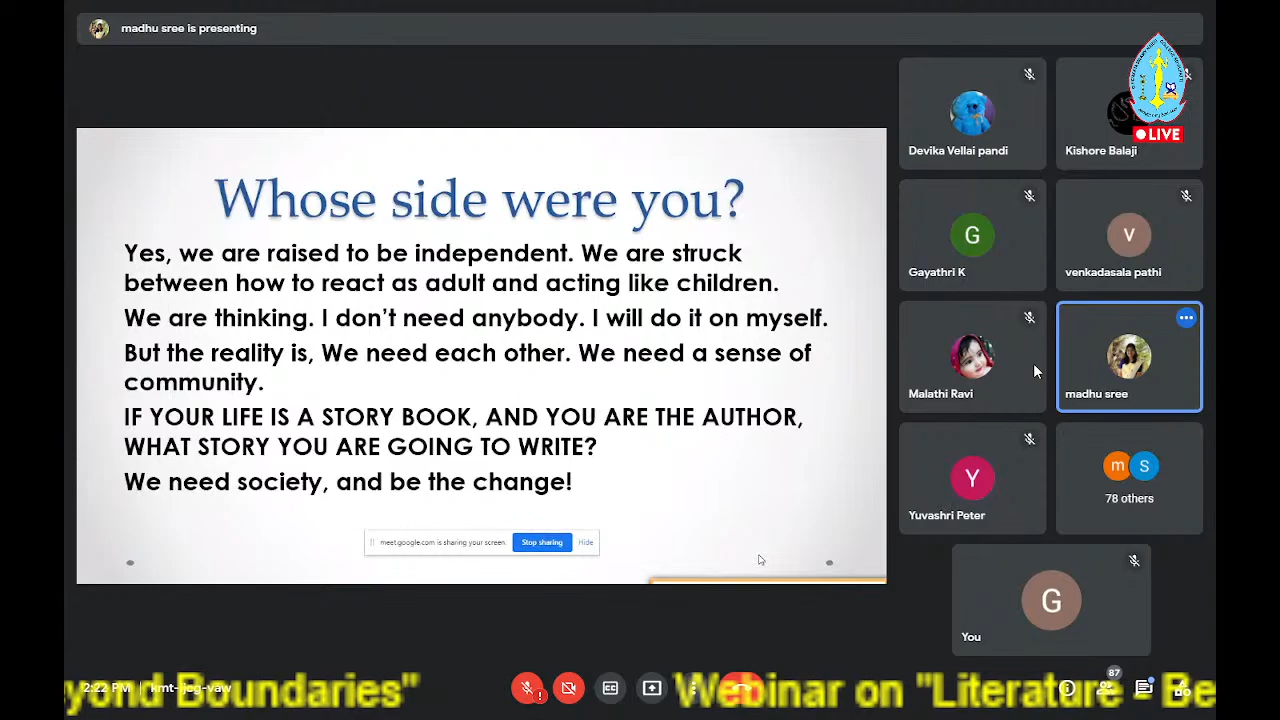 madhu sree is presenting
LIVE
Devika Vellai pandi
Kishore Balaji
Whose side were you?
G
V
Gayathri K
venkadasala pathi
Yes, we are raised to be independent. We are struck
between how to react as adult and acting like children.
We are thinking. I don't need anybody. I will do it on myself.
But the reality is, We need each other. We need a sense of
community.
IF YOUR LIFE IS A STORY BOOK, AND YOU ARE THE AUTHOR,
WHAT STORY YOU ARE GOING TO WRITE?
We need society, and be the change!
Malathi Ravi
madhu sree
Y
m
S
Yuvashri Peter
78 others
meet.google.com is sharing your screen.
Stop sharing
Hide
G
You
87
2:22 PM
yond Boundaries"
Webinar on "Literature - Be